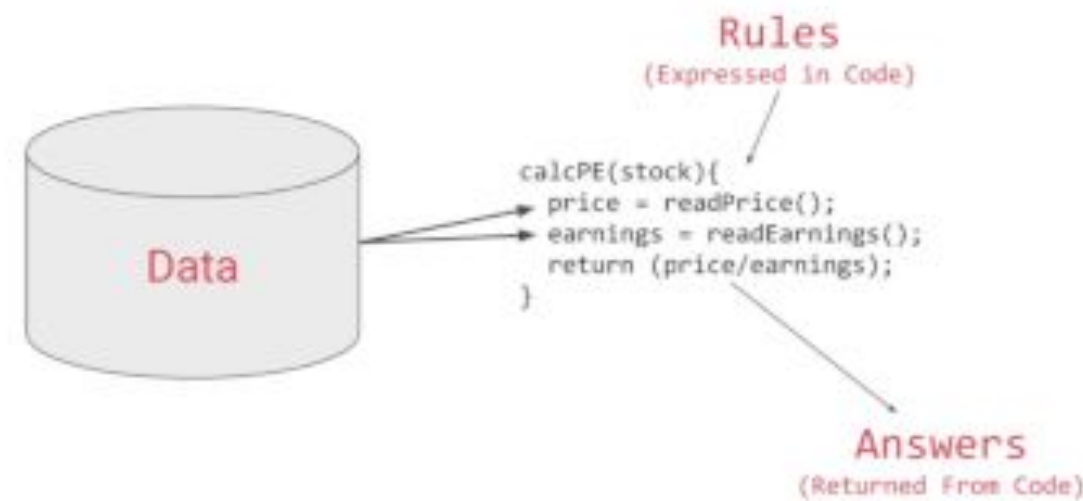 Rules
(Expressed in Code)
calcPE(stock){
price = readPrice();
earnings = readEarnings();
return (price/earnings);
}
Data
Answers
(Returned From Code)